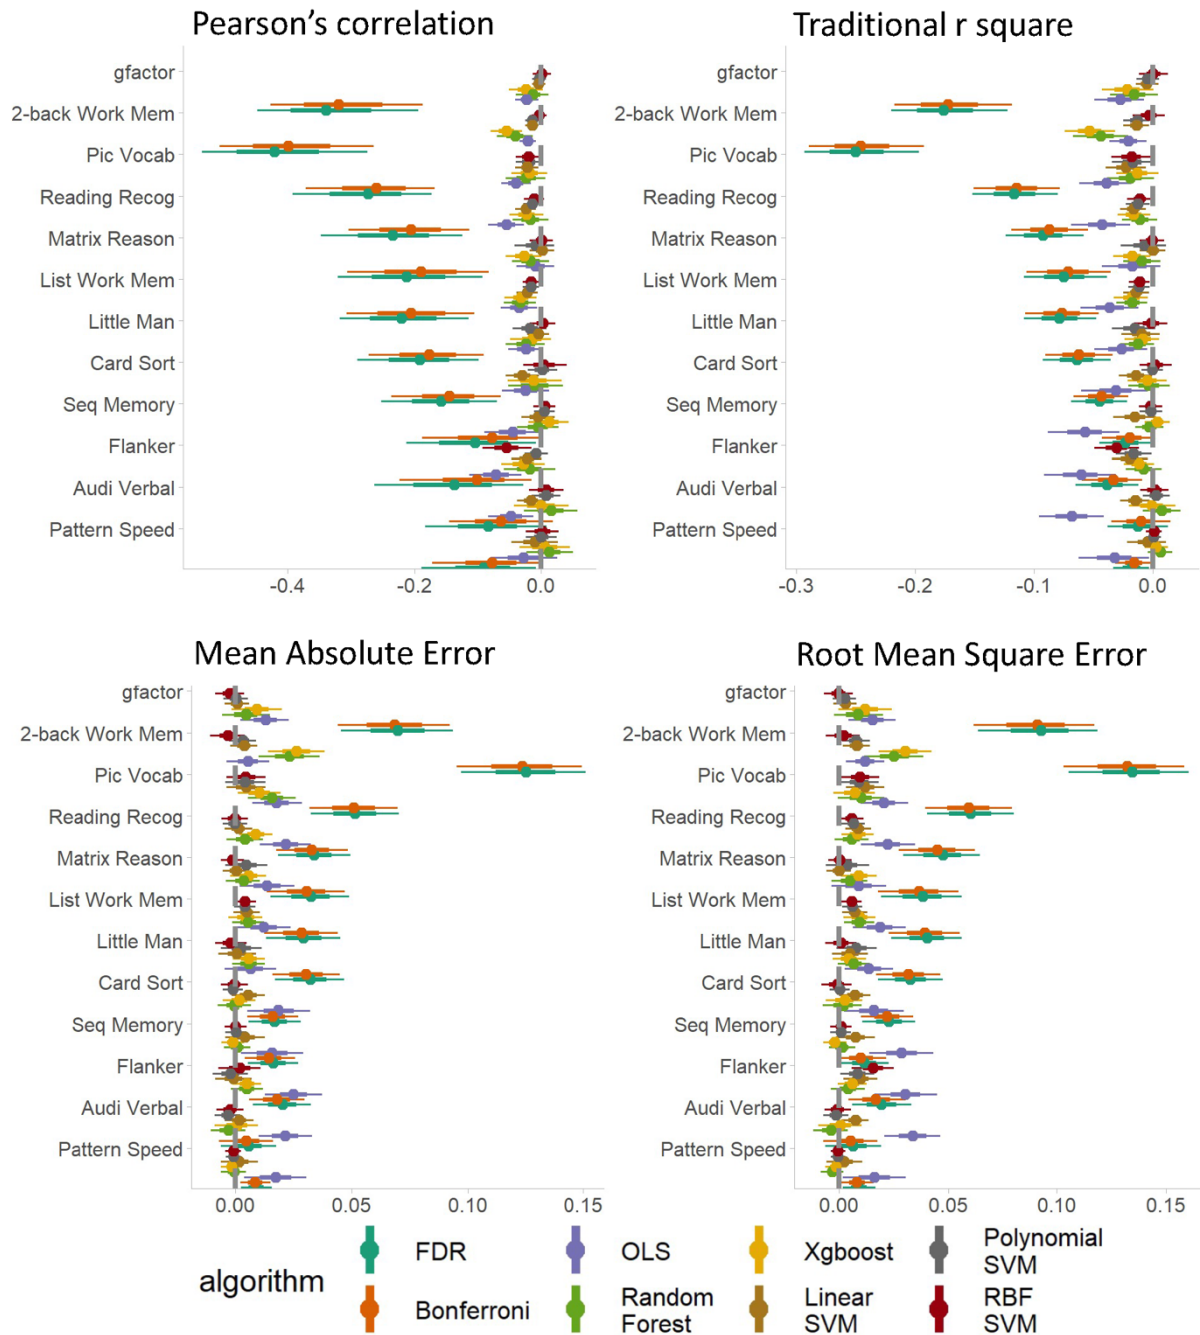 Pearson’s correlation
gfactor
2-back Work Mem
Pic Vocab
Reading Recog
Matrix Reason
List Work Mem
Little Man
Card Sort
Seq Memory
Flanker
Audi Verbal
Pattern Speed
-0.4
-0.2
0.0
Traditional r square
gfactor
2-back Work Mem
Pic Vocab
Reading Recog
Matrix Reason
List Work Mem
Little Man
Card Sort
Seq Memory
Flanker
Audi Verbal
Pattern Speed
-0.3
-0.2
-0.1
0.0
Mean Absolute Error
gfactor
2-back Work Mem
Pic Vocab
Reading Recog
Matrix Reason
List Work Mem
Little Man
Card Sort
Seq Memory
Flanker
Audi Verbal
Pattern Speed
0.00
0.05
0.10
0.15
Root Mean Square Error
gfactor
2-back Work Mem
Pic Vocab
Reading Recog
Matrix Reason
List Work Mem
Little Man
Card Sort
Seq Memory
Flanker
Audi Verbal
Pattern Speed
0.00
0.05
0.10
0.15
algorithm
FDR
Bonferroni
OLS
Random
Forest
Xgboost
Linear
SVM
Polynomial
SVM
RBF
SVM